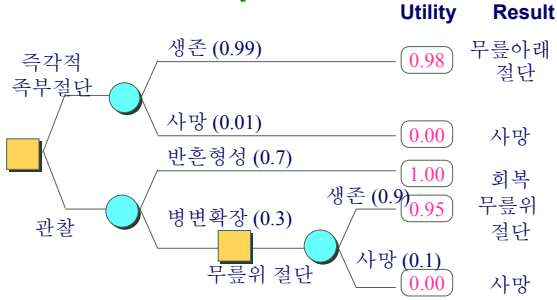 Utility Result
생존 (0.99)
0.98
무릎아래
절단
즉각적
족부절단
사망 (0.01)
0.00
사망
반흔형성 (0.7)
1.00
회복
관찰
병변확장 (0.3)
무릎위 절단
생존 (0.9)
0.95
무릎위
절단
사망 (0.1)
0.00
사망